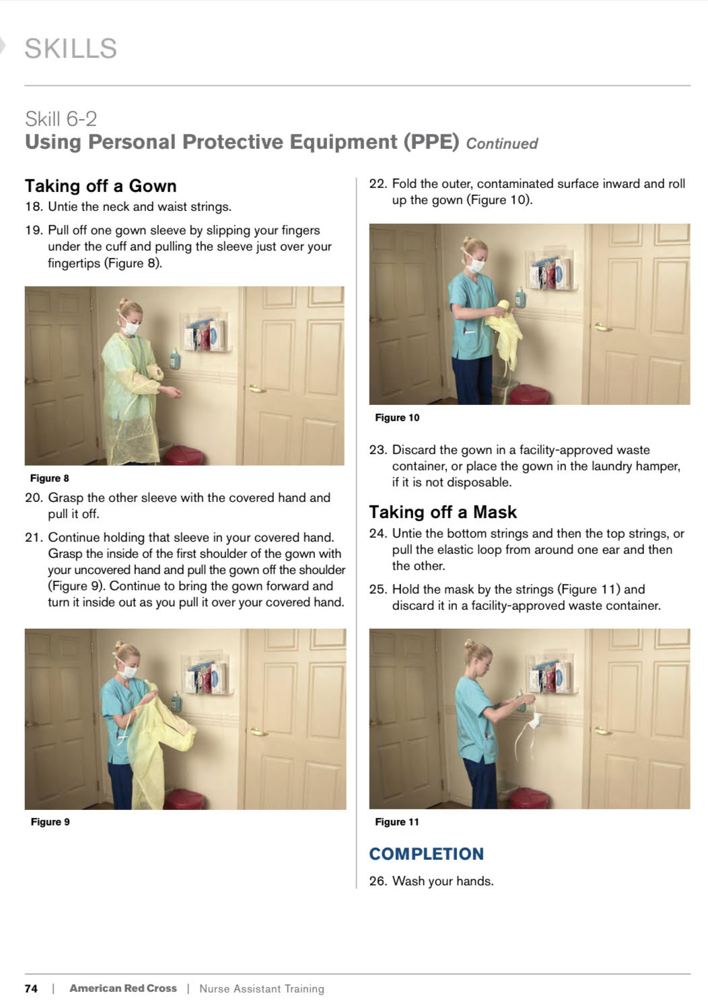 SKILLS
Skill 6-2
Using Personal Protective Equipment (PPE) Continued
Taking off a Gown
18. Untie the neck and waist strings.
19. Pull off one gown sleeve by slipping your fingers
under the cuff and pulling the sleeve just over your
fingertips (Figure 8).
Figure 8
20. Grasp the other sleeve with the covered hand and
pull it off.
21. Continue holding that sleeve in your covered hand.
Grasp the inside of the first shoulder of the gown with
your uncovered hand and pull the gown off the shoulder
(Figure 9). Continue to bring the gown forward and
turn it inside out as you pull it over your covered hand.
Figure 9
22. Fold the outer, contaminated surface inward and roll
up the gown (Figure 10).
Figure 10
23. Discard the gown in a facility-approved waste
container, or place the gown in the laundry hamper,
if it is not disposable.
Taking off a Mask
24. Untie the bottom strings and then the top strings, or
pull the elastic loop from around one ear and then
the other.
25. Hold the mask by the strings (Figure 11) and
discard it in a facility-approved waste container.
Figure 11
COMPLETION
26. Wash your hands.
74 | American Red Cross | Nurse Assistant Training